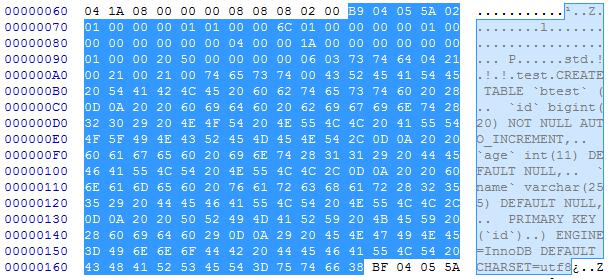 00000060 04 1A 08 00 00 00 08 08 08 02 00 B9 04 05 5A 02 ...........¹..Z.
00000070 01 00 00 00 01 01 00 00 6C 01 00 00 00 00 01 00 ........l.......
00000080 00 00 00 00 00 00 04 00 00 1A 00 00 00 00 00 00 ................
00000090 01 00 00 20 50 00 00 00 00 06 03 73 74 64 04 21 ... P......std.!
000000A0 00 21 00 21 00 74 65 73 74 00 43 52 45 41 54 45 .!.!.test.CREATE
000000B0 20 54 41 42 4C 45 20 60 62 74 65 73 74 60 20 28 TABLE `btest` (
000000C0 0D 0A 20 20 60 69 64 60 20 62 69 67 69 6E 74 28 ..  `id` bigint(
000000D0 32 30 29 20 4E 4F 54 20 4E 55 4C 4C 20 41 55 54 20) NOT NULL AUT
000000E0 4F 5F 49 4E 43 52 45 4D 45 4E 54 2C 0D 0A 20 20 O_INCREMENT,..
000000F0 60 61 67 65 60 20 69 6E 74 28 31 31 29 20 44 45 `age` int(11) DE
00000100 46 41 55 4C 54 20 4E 55 4C 4C 2C 0D 0A 20 20 60 FAULT NULL,..  `
00000110 6E 61 6D 65 60 20 76 61 72 63 68 61 72 28 32 35 name` varchar(25
00000120 35 29 20 44 45 46 41 55 4C 54 20 4E 55 4C 4C 2C 5) DEFAULT NULL,
00000130 0D 0A 20 20 50 52 49 4D 41 52 59 20 4B 45 59 20 ..  PRIMARY KEY
00000140 28 60 69 64 60 29 0D 0A 29 20 45 4E 47 49 4E 45 (`id`)..) ENGINE
00000150 3D 49 6E 6E 6F 44 42 20 44 45 46 41 55 4C 54 20 =InnoDB DEFAULT
00000160 43 48 41 52 53 45 54 3D 75 74 66 38 BF 04 05 5A CHARSET=utf8¿..Z